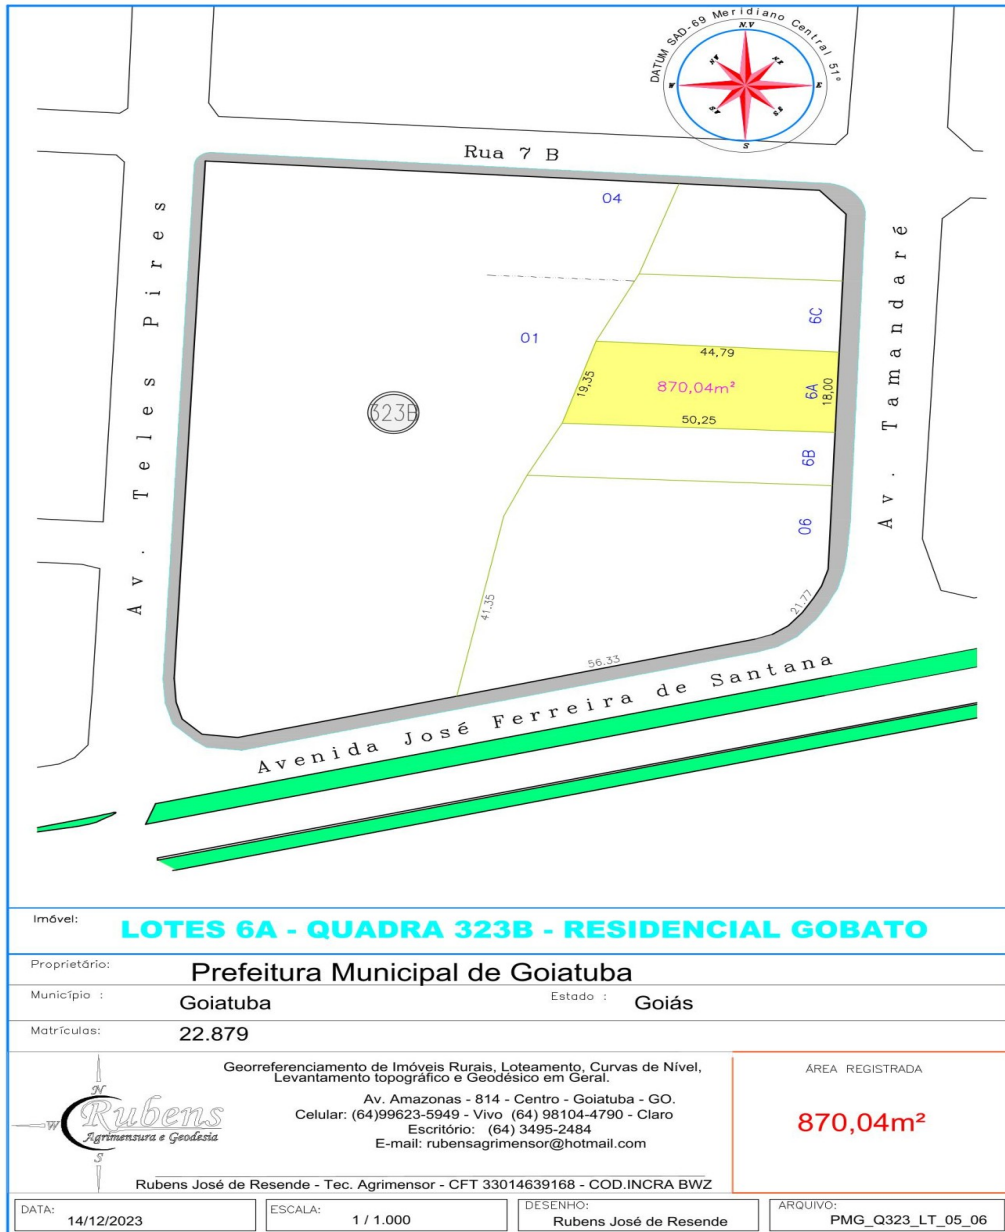 DATUM SAD-69 Meridiano Central 51º
N.V
N.V
N.E
W
E
S.V
S.E
S
Rua 7 B
Av. Teles Pires
Av. Tamandaré
04
01
6C
44,79
19,35
870,04m²
6A
18,00
50,25
323B
6B
06
41,35
21,77
56,33
Avenida José Ferreira de Santana
Imóvel: LOTES 6A - QUADRA 323B - RESIDENCIAL GOBATO
Proprietário: Prefeitura Municipal de Goiatuba
Município : Goiatuba Estado : Goiás
Matrículas: 22.879
N
W
Rubens
Agrimensura e Geodesia
S
Georreferenciamento de Imóveis Rurais, Loteamento, Curvas de Nível,
Levantamento topográfico e Geodésico em Geral.
Av. Amazonas - 814 - Centro - Goiatuba - GO.
Celular: (64)99623-5949 - Vivo (64) 98104-4790 - Claro
Escritório: (64) 3495-2484
E-mail: rubensagrimensor@hotmail.com
Rubens José de Resende - Tec. Agrimensor - CFT 33014639168 - COD.INCRA BWZ
ÁREA REGISTRADA
870,04m²
DATA: 14/12/2023
ESCALA: 1 / 1.000
DESENHO: Rubens José de Resende
ARQUIVO: PMG_Q323_LT_05_06